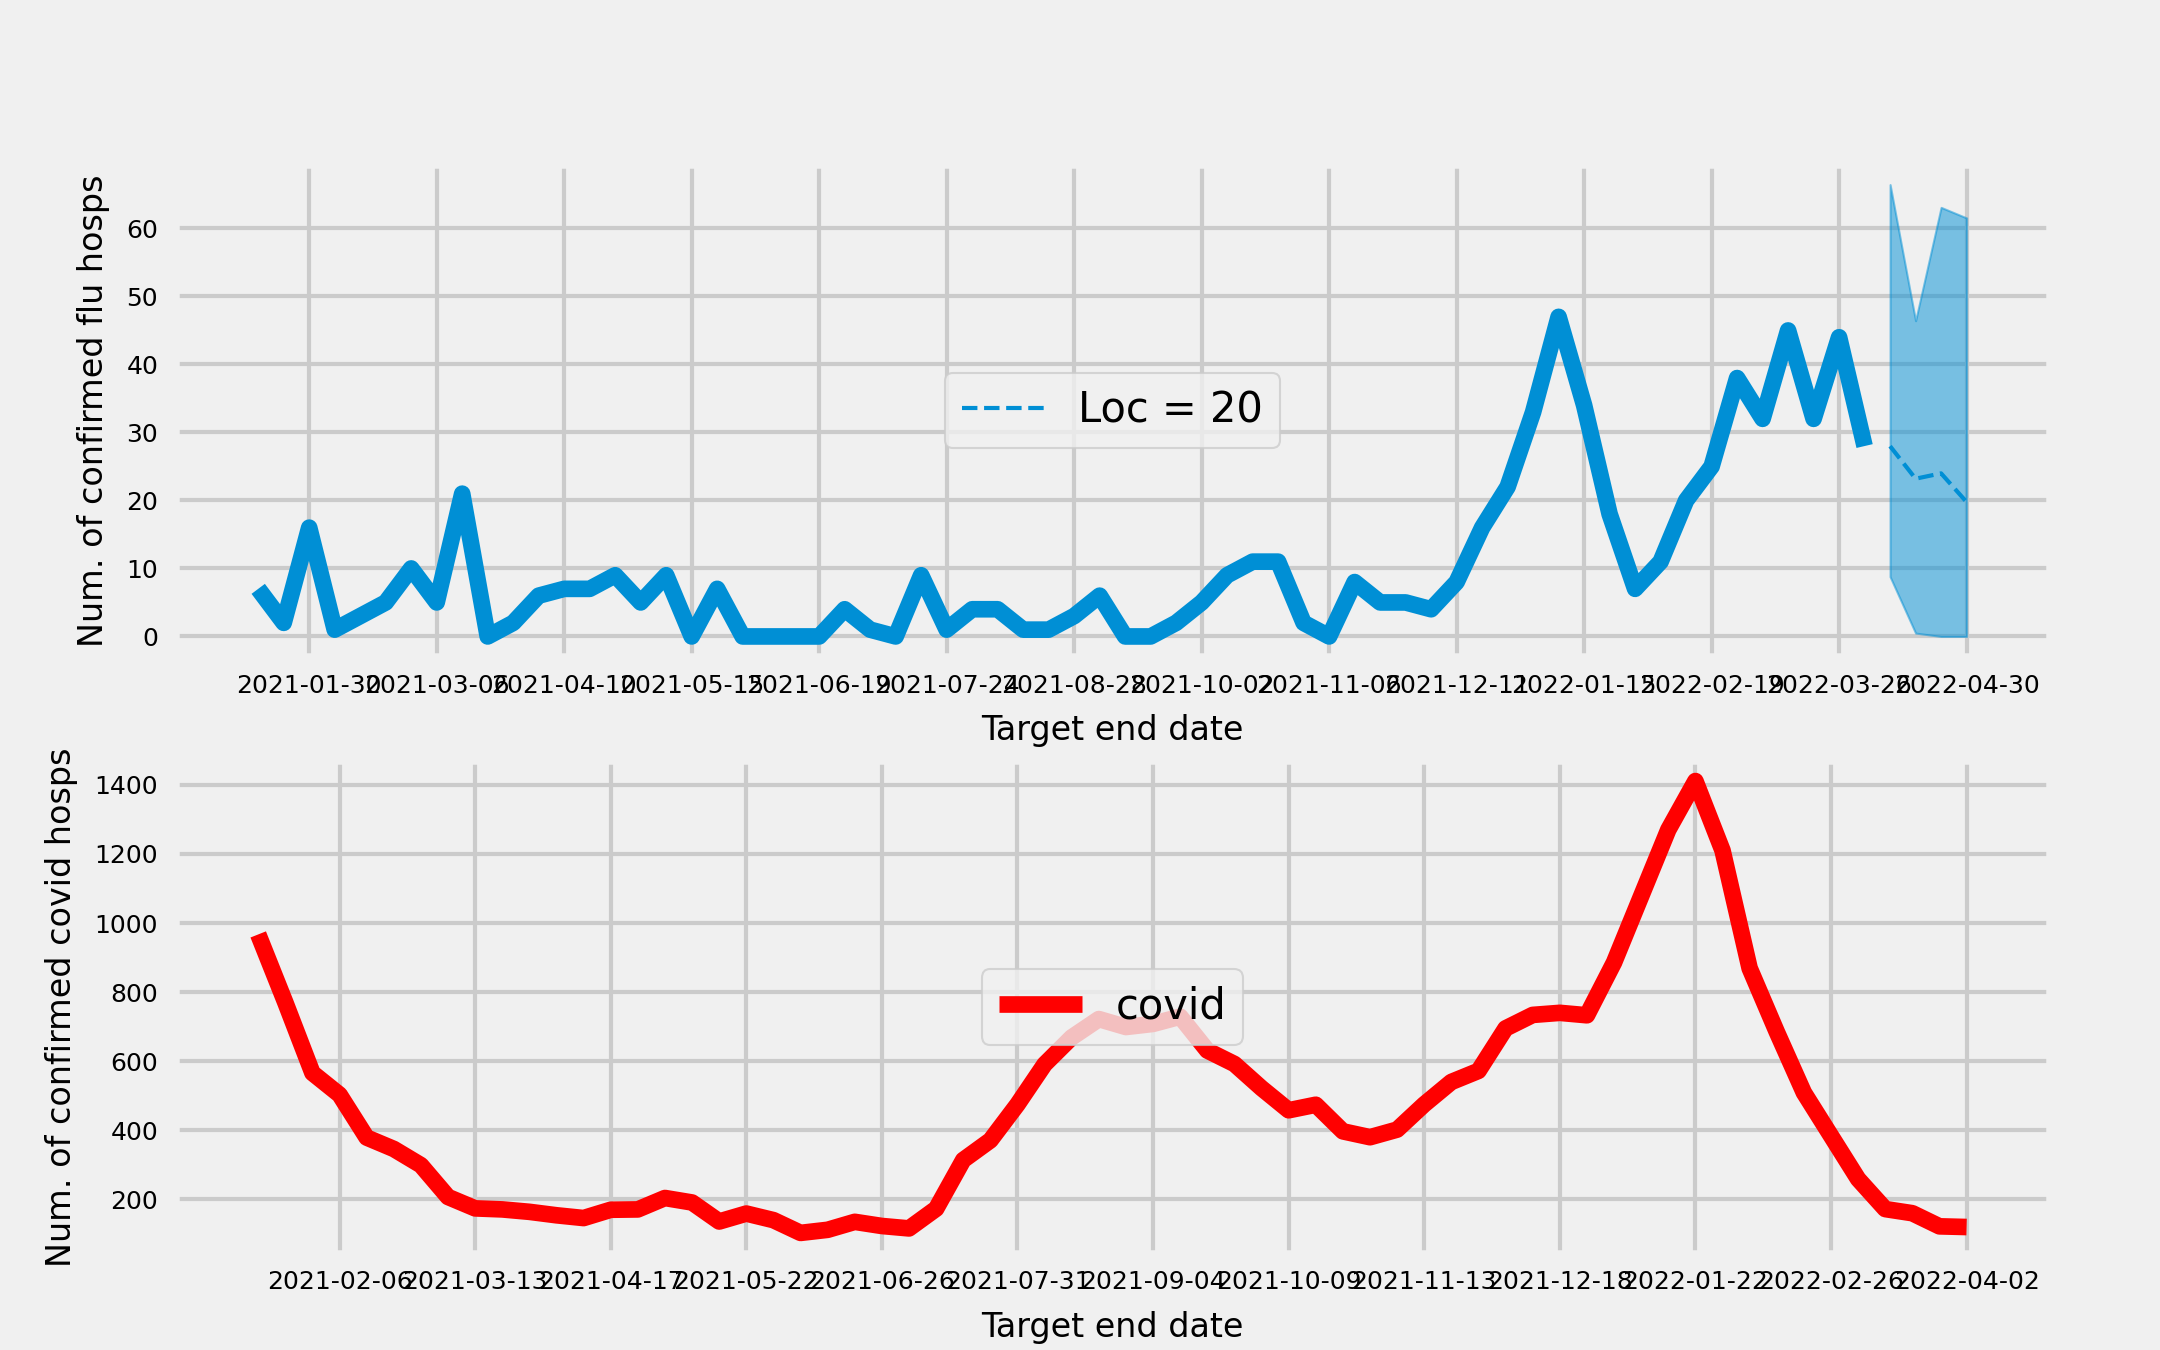 Num. of confirmed flu hosps
60
50
40
30
20
10
0
Loc = 20
2021-01-30 2021-03-06 2021-04-10 2021-05-15 2021-06-19 2021-07-24 2021-08-28 2021-10-02 2021-11-06 2021-12-11 2022-01-15 2022-02-19 2022-03-26 2022-04-30
Target end date
Num. of confirmed covid hosps
1400
1200
1000
800
600
400
200
covid
2021-02-06 2021-03-13 2021-04-17 2021-05-22 2021-06-26 2021-07-31 2021-09-04 2021-10-09 2021-11-13 2021-12-18 2022-01-22 2022-02-26 2022-04-02
Target end date